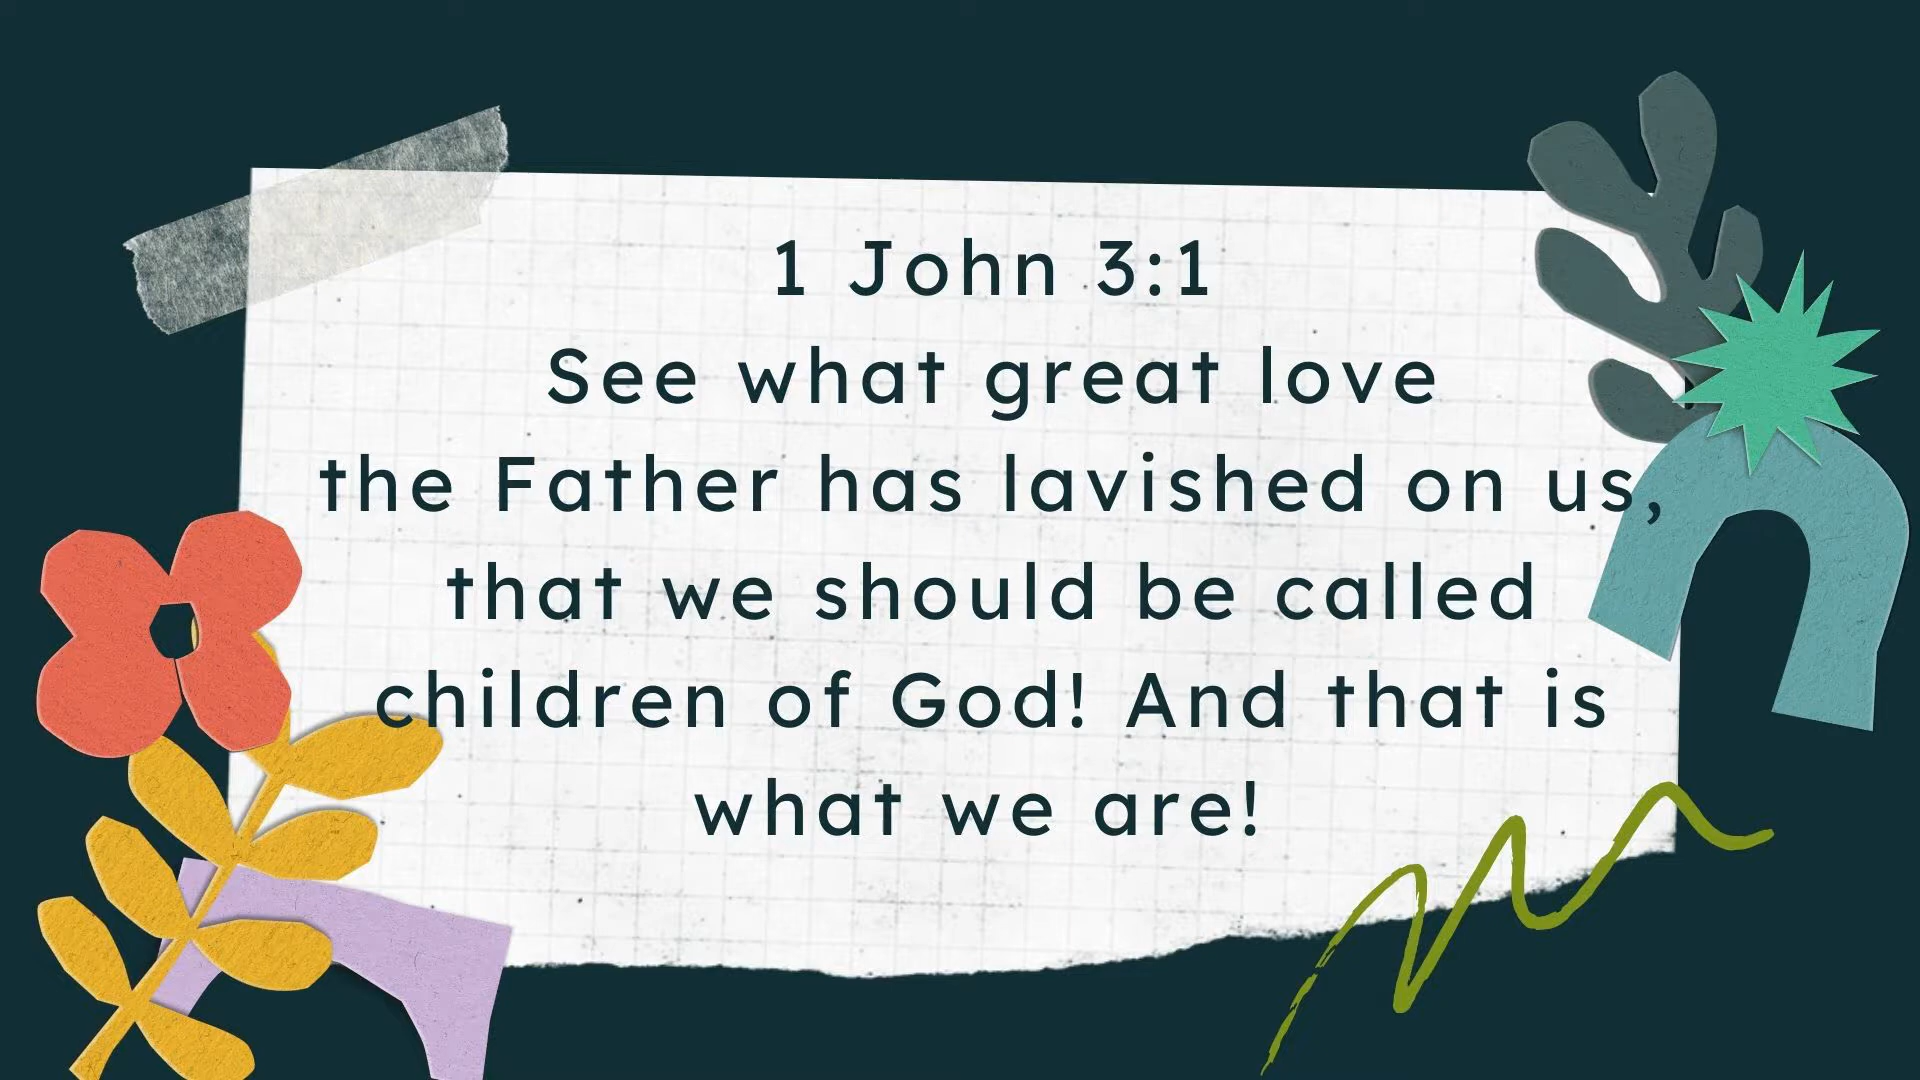 1 John 3:1
See what great love
the Father has lavished on us,
that we should be called
children of God! And that is
what we are!